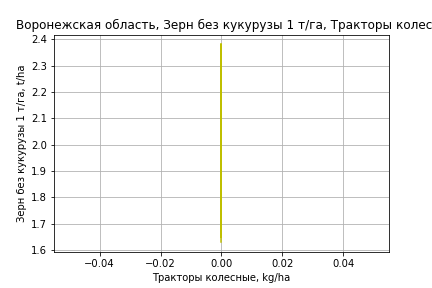 Воронежская область, Зерн без кукурузы 1 т/га, Тракторы колес
2.4
2.3
2.2
2.1
2.0
1.9
1.8
1.7
1.6
Зерн без кукурузы 1 т/га, t/ha
−0.04 −0.02 0.00 0.02 0.04
Тракторы колесные, kg/ha